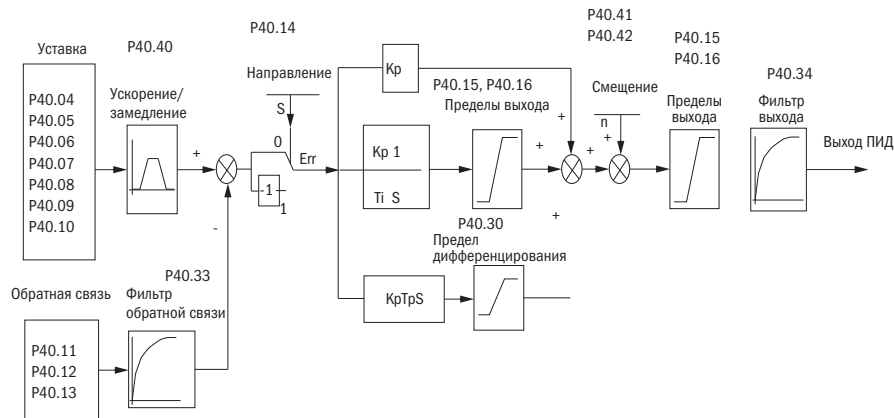 P40.41
P40.42
P40.40
P40.14
P40.15
P40.16
Уставка
P40.04
P40.05
P40.06
P40.07
P40.08
P40.09
P40.10
Ускорение/
замедление
+
-
Направление
S
0
-1
1
Err
Kp
Kp 1
Ti S
KpTpS
P40.15, P40.16
Пределы выхода
P40.30
Предел
дифференцирования
+
+
+
Смещение
n
+
+
Пределы
выхода
P40.34
Фильтр
выхода
Выход ПИД
P40.33
Обратная связь
Фильтр
обратной связи
P40.11
P40.12
P40.13